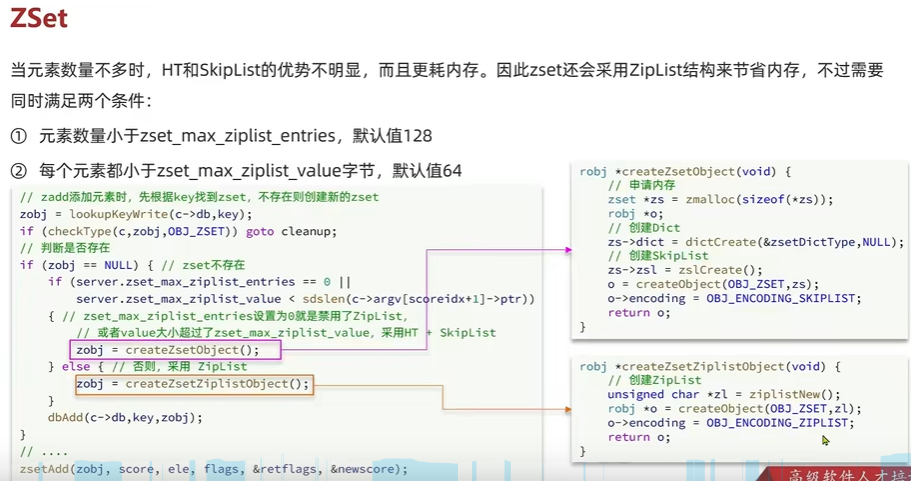 ZSet
当元素数量不多时，HT和SkipList的优势不明显，而且更耗内存。因此zset还会采用ZipList结构来节省内存，不过需要
同时满足两个条件：
① 元素数量小于zset_max_ziplist_entries，默认值128
② 每个元素都小于zset_max_ziplist_value字节，默认值64
// zadd添加元素时，先根据key找到zset，不存在则创建新的zset
zobj = lookupKeyWrite(c->db,key);
if (checkType(c,zobj,OBJ_ZSET)) goto cleanup;
// 判断是否存在
if (zobj == NULL) { // zset不存在
if (server.zset_max_ziplist_entries == 0 ||
server.zset_max_ziplist_value < sdslen(c->argv[scoreidx+1]->ptr))
{ // zset_max_ziplist_entries设置为0就是禁用了ZipList，
// 或者value大小超过了zset_max_ziplist_value，采用HT + SkipList
zobj = createZsetObject();
} else { // 否则，采用 ZipList
zobj = createZsetZiplistObject();
}
dbAdd(c->db,key,zobj);
}
// ....
zsetAdd(zobj, score, ele, flags, &retflags, &newscore);
robj *createZsetObject(void) {
// 申请内存
zset *zs = zmalloc(sizeof(*zs));
robj *o;
// 创建Dict
zs->dict = dictCreate(&zsetDictType,NULL);
// 创建SkipList
zs->zsl = zslCreate();
o = createObject(OBJ_ZSET,zs);
o->encoding = OBJ_ENCODING_SKIPLIST;
return o;
}
robj *createZsetZiplistObject(void) {
// 创建ZipList
unsigned char *zl = ziplistNew();
robj *o = createObject(OBJ_ZSET,zl);
o->encoding = OBJ_ENCODING_ZIPLIST;
return o;
}
高级软件人才培